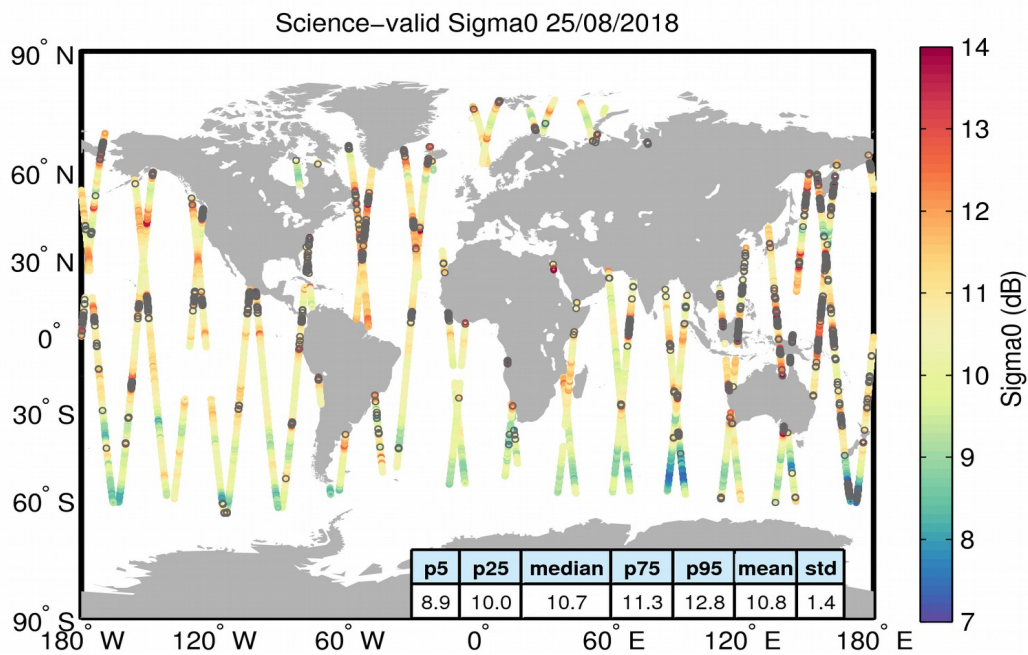 Science−valid Sigma0 25/08/2018
90° N
60° N
30° N
0°
30° S
60° S
90° S
180° W
120° W
60° W
0°
60° E
120° E
180° E
p5 p25 median p75 p95 mean std
8.9 10.0 10.7 11.3 12.8 10.8 1.4
14
13
12
11
10
9
8
7
Sigma0 (dB)